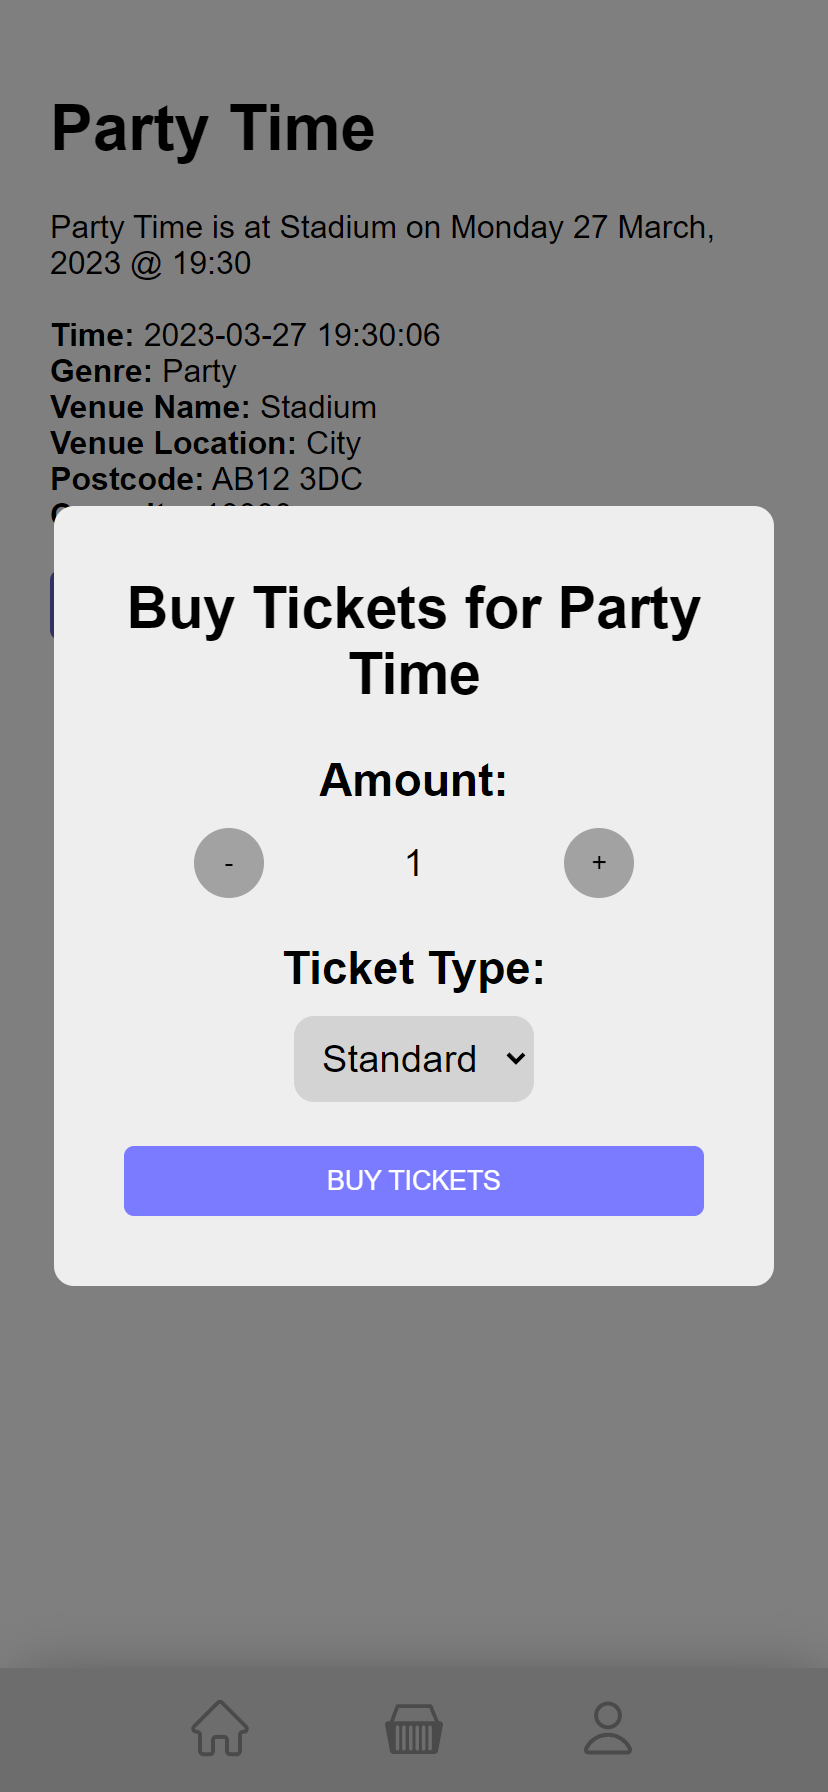 Party Time
Party Time is at Stadium on Monday 27 March,
2023 @ 19:30
Time: 2023-03-27 19:30:06
Genre: Party
Venue Name: Stadium
Venue Location: City
Postcode: AB12 3DC
Buy Tickets for Party
Time
Amount:
- 1 +
Ticket Type:
Standard
BUY TICKETS